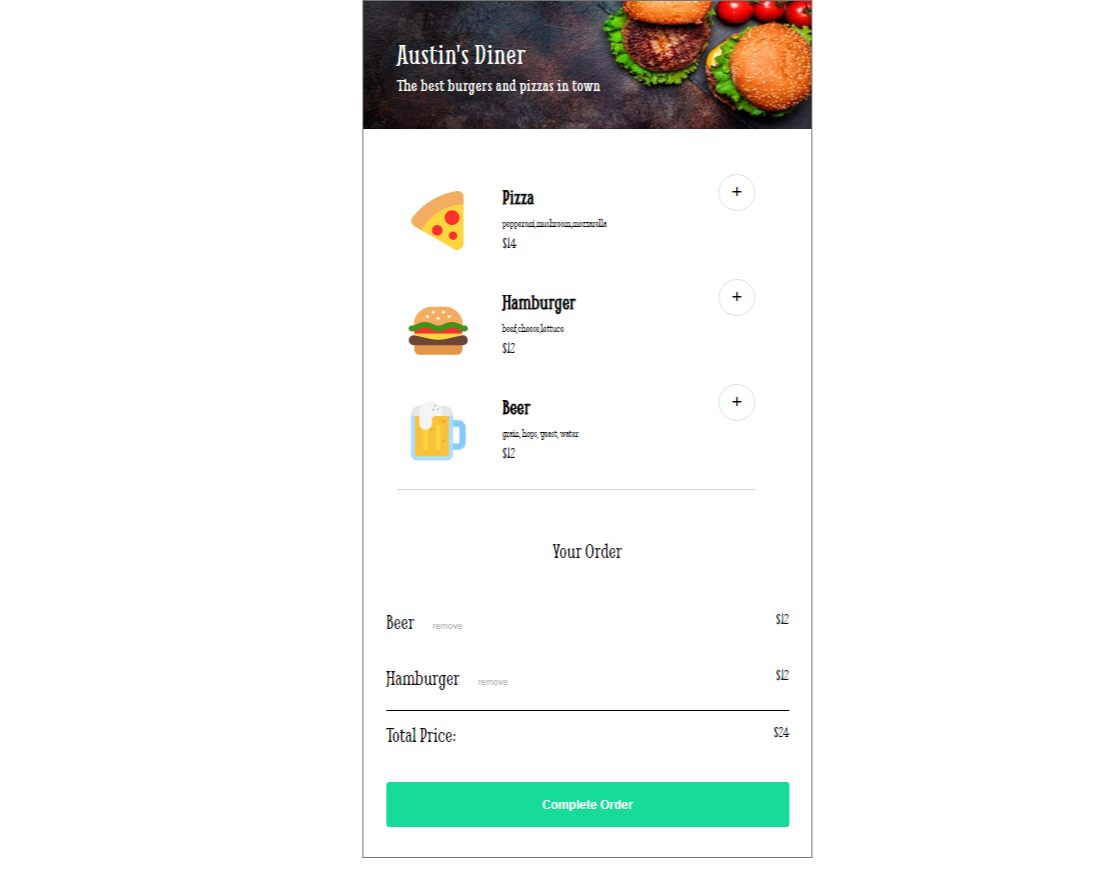 Austin's Diner
The best burgers and pizzas in town
Pizza
+
pepperoni,mushroom,mozzarella
$14
Hamburger
+
beef,cheese,lettuce
$12
Beer
+
grain, hops, yeast, water
$12
Your Order
Beer remove $12
Hamburger remove $12
Total Price: $24
Complete Order